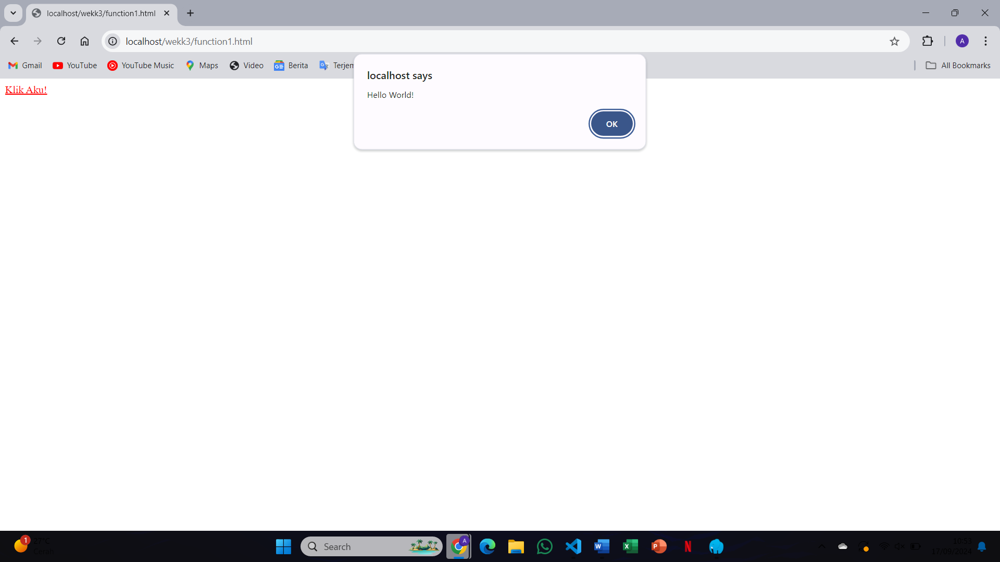 localhost/wekk3/function1.html
localhost/wekk3/function1.html
A
Gmail
YouTube
YouTube Music
Maps
Video
Berita
Terjem
All Bookmarks
localhost says
Hello World!
OK
Klik Aku!
1
27°C
Cerah
Search
A
10:53
17/09/2024